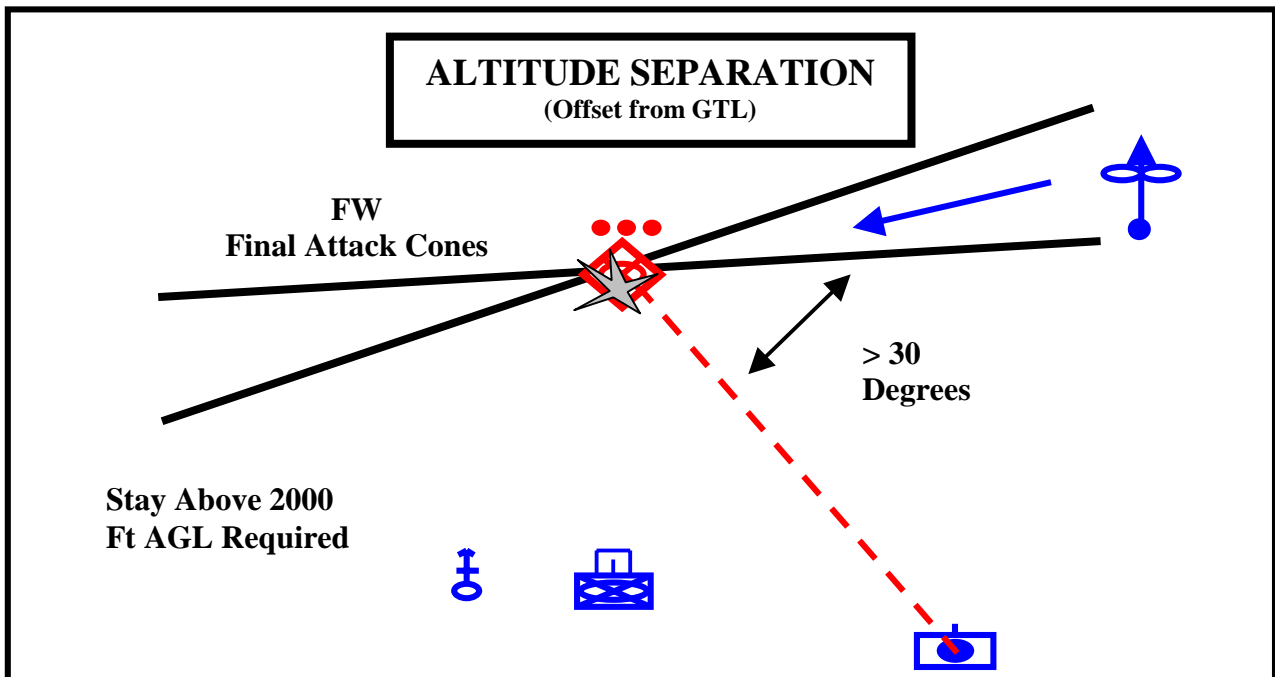 ALTITUDE SEPARATION
(Offset from GTL)
FW
Final Attack Cones
> 30
Degrees
Stay Above 2000
Ft AGL Required